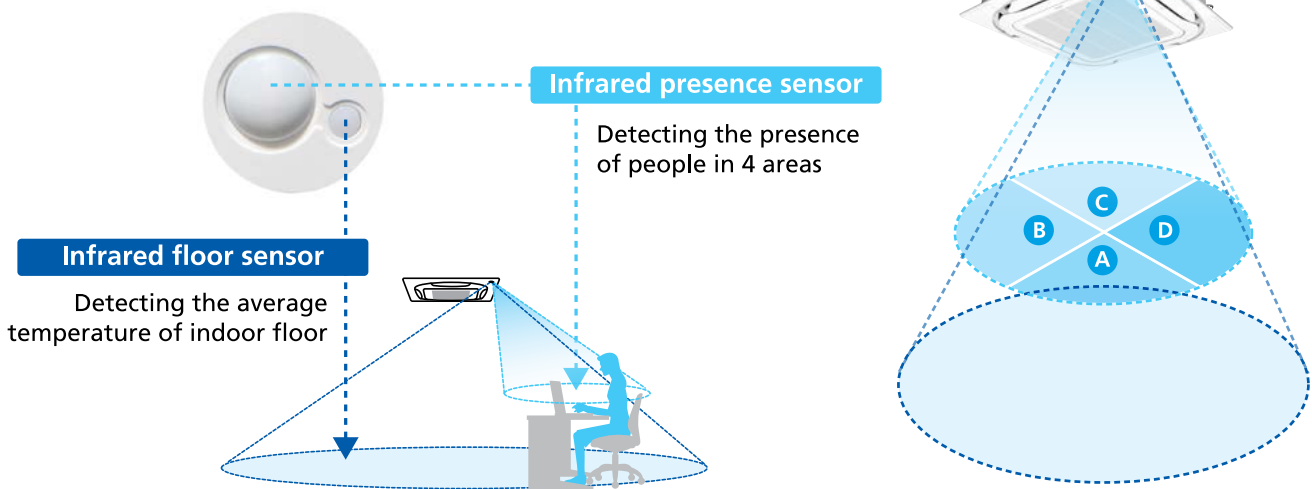 Infrared presence sensor
Detecting the presence
of people in 4 areas
Infrared floor sensor
Detecting the average
temperature of indoor floor
C
B
D
A